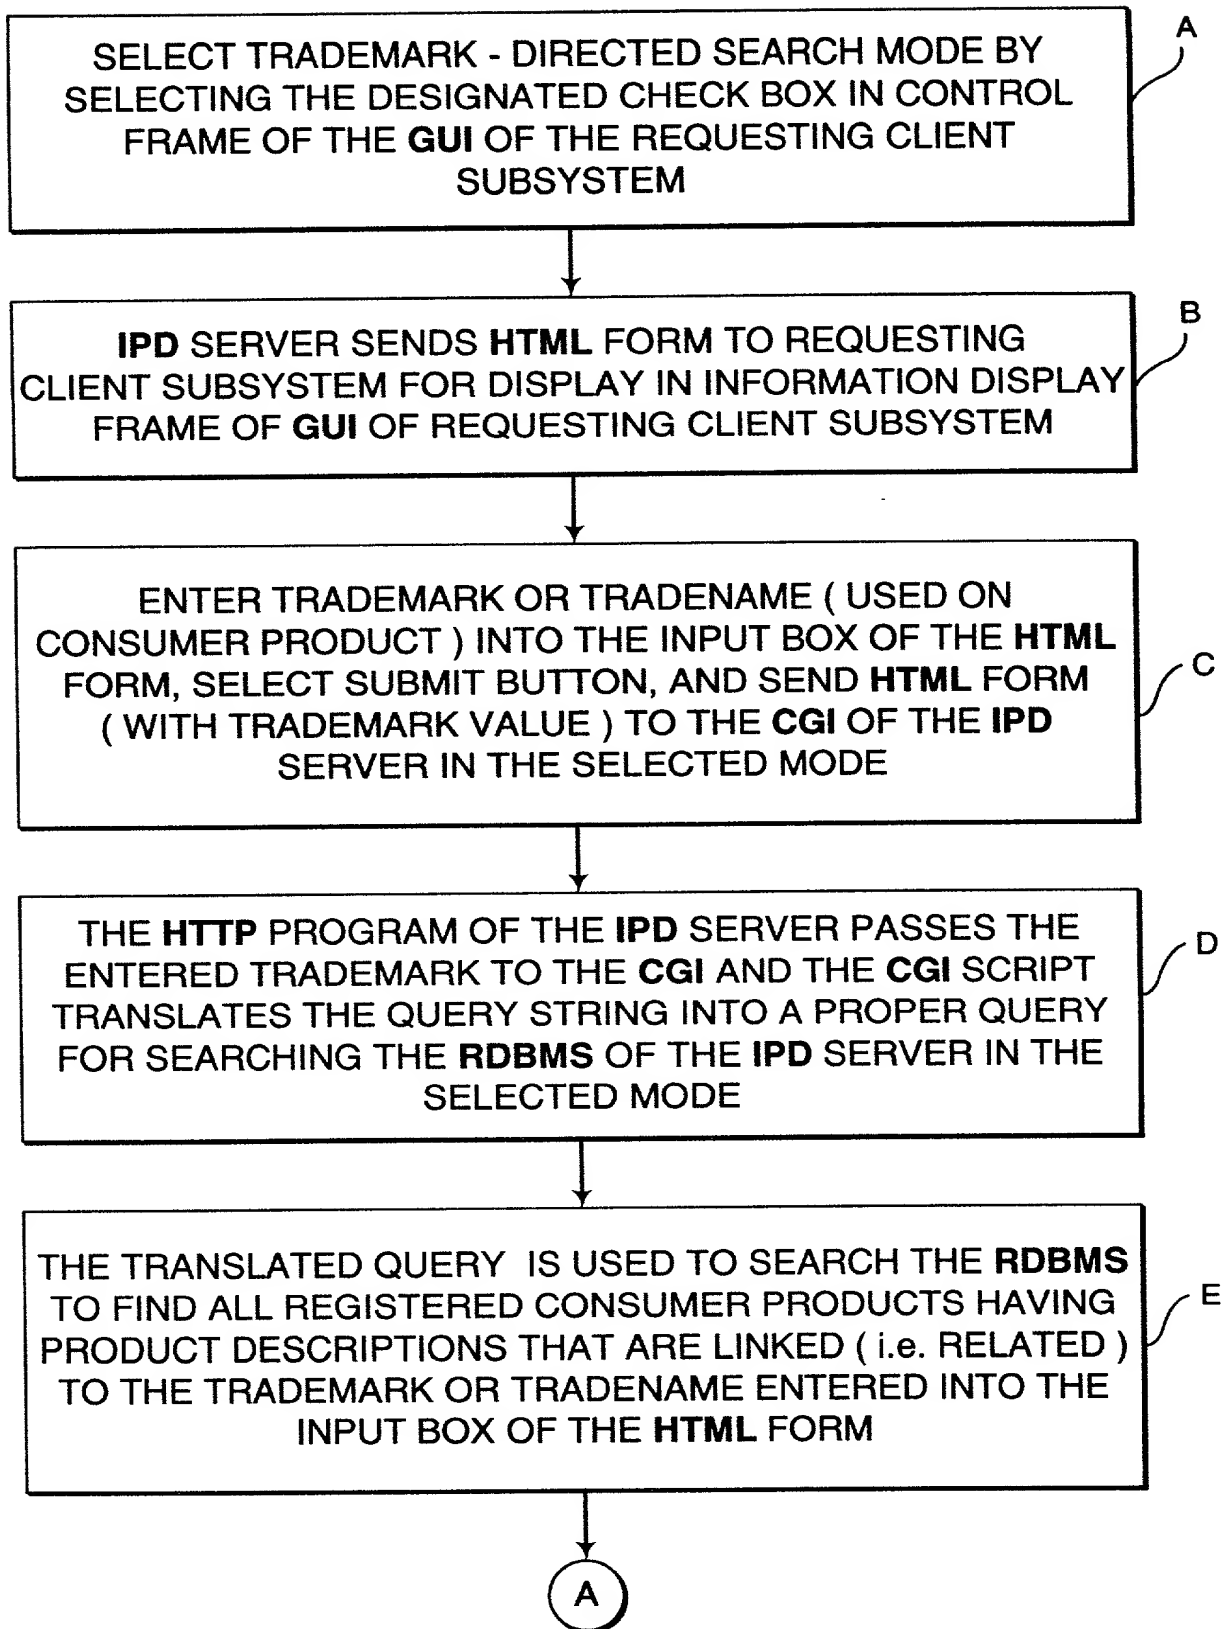 SELECT TRADEMARK - DIRECTED SEARCH MODE BY
SELECTING THE DESIGNATED CHECK BOX IN CONTROL
FRAME OF THE GUI OF THE REQUESTING CLIENT
SUBSYSTEM
A
IPD SERVER SENDS HTML FORM TO REQUESTING
CLIENT SUBSYSTEM FOR DISPLAY IN INFORMATION DISPLAY
FRAME OF GUI OF REQUESTING CLIENT SUBSYSTEM
B
ENTER TRADEMARK OR TRADENAME ( USED ON
CONSUMER PRODUCT ) INTO THE INPUT BOX OF THE HTML
FORM, SELECT SUBMIT BUTTON, AND SEND HTML FORM
( WITH TRADEMARK VALUE ) TO THE CGI OF THE IPD
SERVER IN THE SELECTED MODE
C
THE HTTP PROGRAM OF THE IPD SERVER PASSES THE
ENTERED TRADEMARK TO THE CGI AND THE CGI SCRIPT
TRANSLATES THE QUERY STRING INTO A PROPER QUERY
FOR SEARCHING THE RDBMS OF THE IPD SERVER IN THE
SELECTED MODE
D
THE TRANSLATED QUERY IS USED TO SEARCH THE RDBMS
TO FIND ALL REGISTERED CONSUMER PRODUCTS HAVING
PRODUCT DESCRIPTIONS THAT ARE LINKED ( i.e. RELATED )
TO THE TRADEMARK OR TRADENAME ENTERED INTO THE
INPUT BOX OF THE HTML FORM
E
A